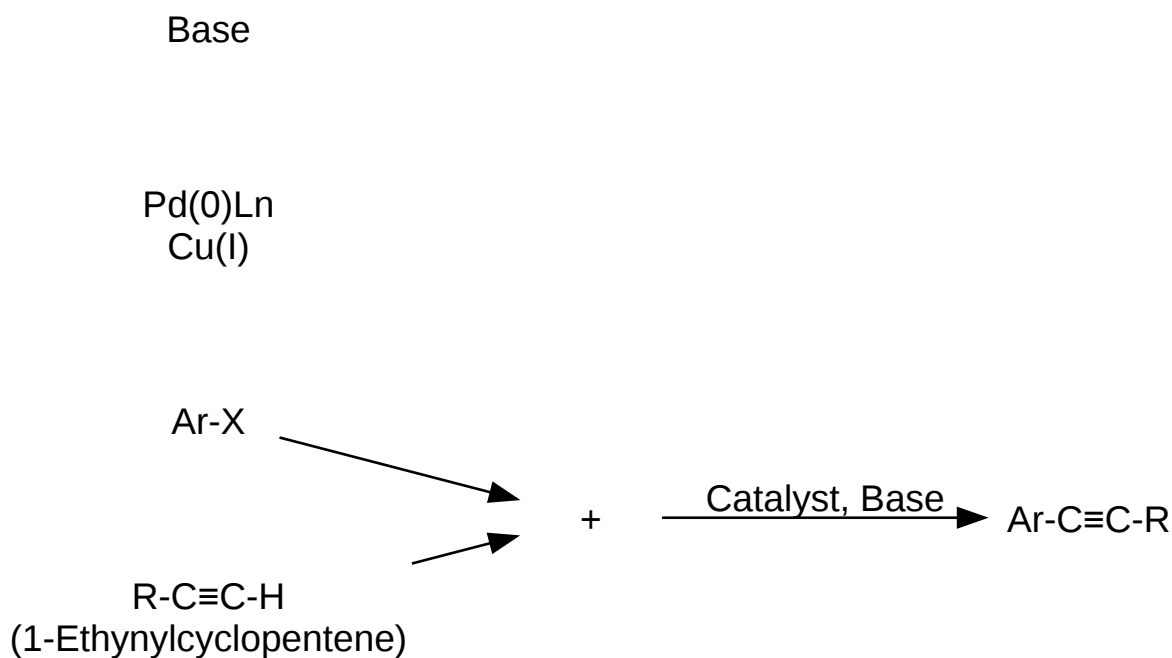 Base
Pd(0)Ln
Cu(I)
Ar-X
+
Catalyst, Base
Ar-C≡C-R
R-C≡C-H
(1-Ethynylcyclopentene)